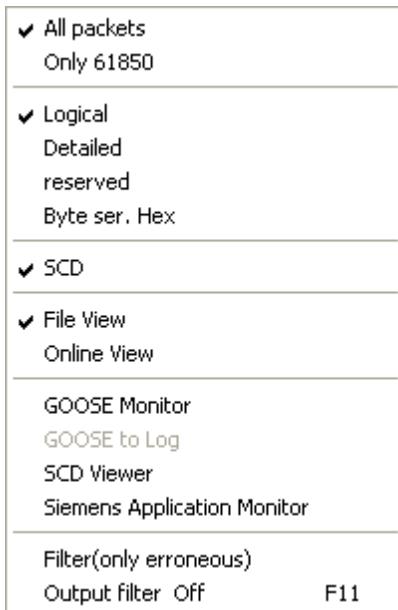 All packets
Only 61850
Logical
Detailed
reserved
Byte ser. Hex
SCD
File View
Online View
GOOSE Monitor
GOOSE to Log
SCD Viewer
Siemens Application Monitor
Filter(only erroneous)
Output filter Off F11